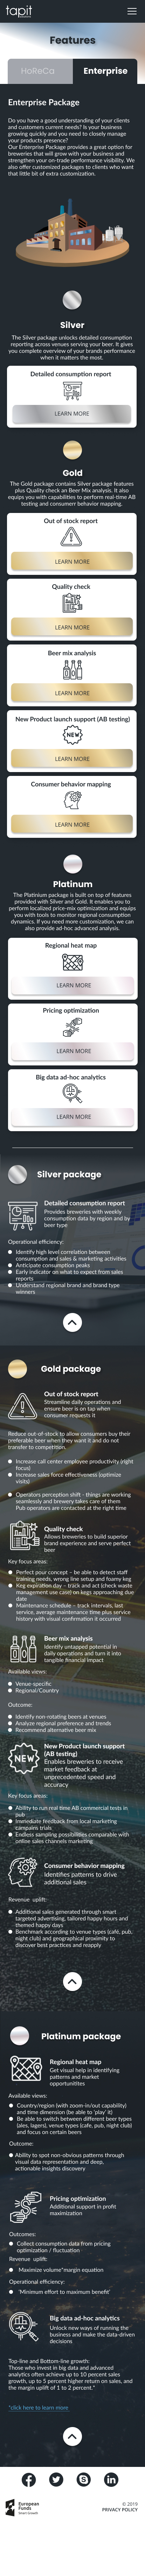 tapit
Features
HoReCa
Enterprise
Enterprise Package
Do you have a good understanding of your clients
and customers current needs? Is your business
growing quickly and you need to closely manage
your products presence?
Our Enterprise Package provides a great option for
breweries that will grow with your business and
strengthen your on-trade performance visibility. We
also offer customized packages to clients who want
that little bit of extra customization.
Silver
The Silver package unlocks detailed consumption
reporting across venues serving your beer. It gives
you complete overview of your brands performance
when it matters the most.
Detailed consumption report
LEARN MORE
Gold
The Gold package contains Silver package features
plus Quality check an Beer Mix analysis. It also
equips you with capabilities to perform real-time AB
testing and consumer behavior mapping.
Out of stock report
LEARN MORE
Quality check
LEARN MORE
Beer mix analysis
LEARN MORE
New Product launch support (AB testing)
NEW
LEARN MORE
Consumer behavior mapping
LEARN MORE
Platinum
The Platinum package is built on top of features
provided with Silver and Gold. It enables you to
perform localized price-mix optimization and equips
you with tools to monitor regional consumption
dynamics. If you need more customization, we can
also provide ad-hoc advanced analysis.
Regional heat map
LEARN MORE
Pricing optimization
LEARN MORE
Big data ad-hoc analytics
LEARN MORE
Silver package
Detailed consumption report
Provides breweries with weekly
consumption data by region and by
beer type
Operational efficiency:
Identify high level correlation between
consumption and sales & marketing activities
Anticipate consumption peaks
Early indicator on what to expect from sales
reports
Understand regional brand and brand type
winners
Gold package
Out of stock report
Streamline daily operations and
ensure beer is on tap when
consumer requests it
Reduce out-of-stock to allow consumers buy their
preferable beer when they want it and do not
transfer to competition.
Increase call center employee productivity (right
focus)
Increase sales force effectiveness (optimize
visits)
Operators perception shift - things are working
seamlessly and brewery takes care of them
Pub operators are contacted at the right time
Quality check
Allows breweries to build superior
brand experience and serve perfect
beer
Key focus areas:
Perfect pour concept – be able to detect staff
training needs, wrong line setup and foamy keg
Keg expiration day – track and act (check waste
management use case) on kegs approaching due
date
Maintenance schedule – track intervals, last
service, average maintenance time plus service
history with visual confirmation it occurred
Beer mix analysis
Identify untapped potential in
daily operations and turn it into
tangible financial impact
Available views:
Venue-specific
Regional/Country
Outcome:
Identify non-rotating beers at venues
Analyze regional preference and trends
Recommend alternative beer mix
NEW
New Product launch support
(AB testing)
Enables breweries to receive
market feedback at
unprecedented speed and
accuracy
Key focus areas:
Ability to run real time AB commercial tests in
pub
Immediate feedback from local marketing
campains trials
Endless sampling possibilities comparable with
online sales channels marketing
Consumer behavior mapping
Identifies patterns to drive
additional sales
Revenue uplift:
Additional sales generated through smart
targeted advertising, tailored happy hours and
themed happy days
Benchmark according to venue types (café, pub,
night club) and geographical proximity to
discover best practices and reapply
Platinum package
Regional heat map
Get visual help in identifying
patterns and market
opportunitites
Available views:
Country/region (with zoom-in/out capability)
and time dimension (be able to 'play' it)
Be able to switch between different beer types
(ales, lagers), venue types (cafe, pub, night club)
and focus on certain beers
Outcome:
Ability to spot non-obvious patterns through
visual data representation and deep,
actionable insights discovery
Pricing optimization
Additional support in profit
maximization
Outcomes:
Collect consumption data from pricing
optimization / fluctuation
Revenue uplift:
Maximize volume*margin equation
Operational efficiency:
'Minimum effort to maximum benefit'
Big data ad-hoc analytics
Unlock new ways of running the
business and make the data-driven
decisions
Top-line and Bottom-line growth:
Those who invest in big data and advanced
analytics often achieve up to 10 percent sales
growth, up to 5 percent higher return on sales, and
the margin uplift of 1 to 2 percent.*
*click here to learn more
European
Funds
Smart Growth
© 2019
PRIVACY POLICY